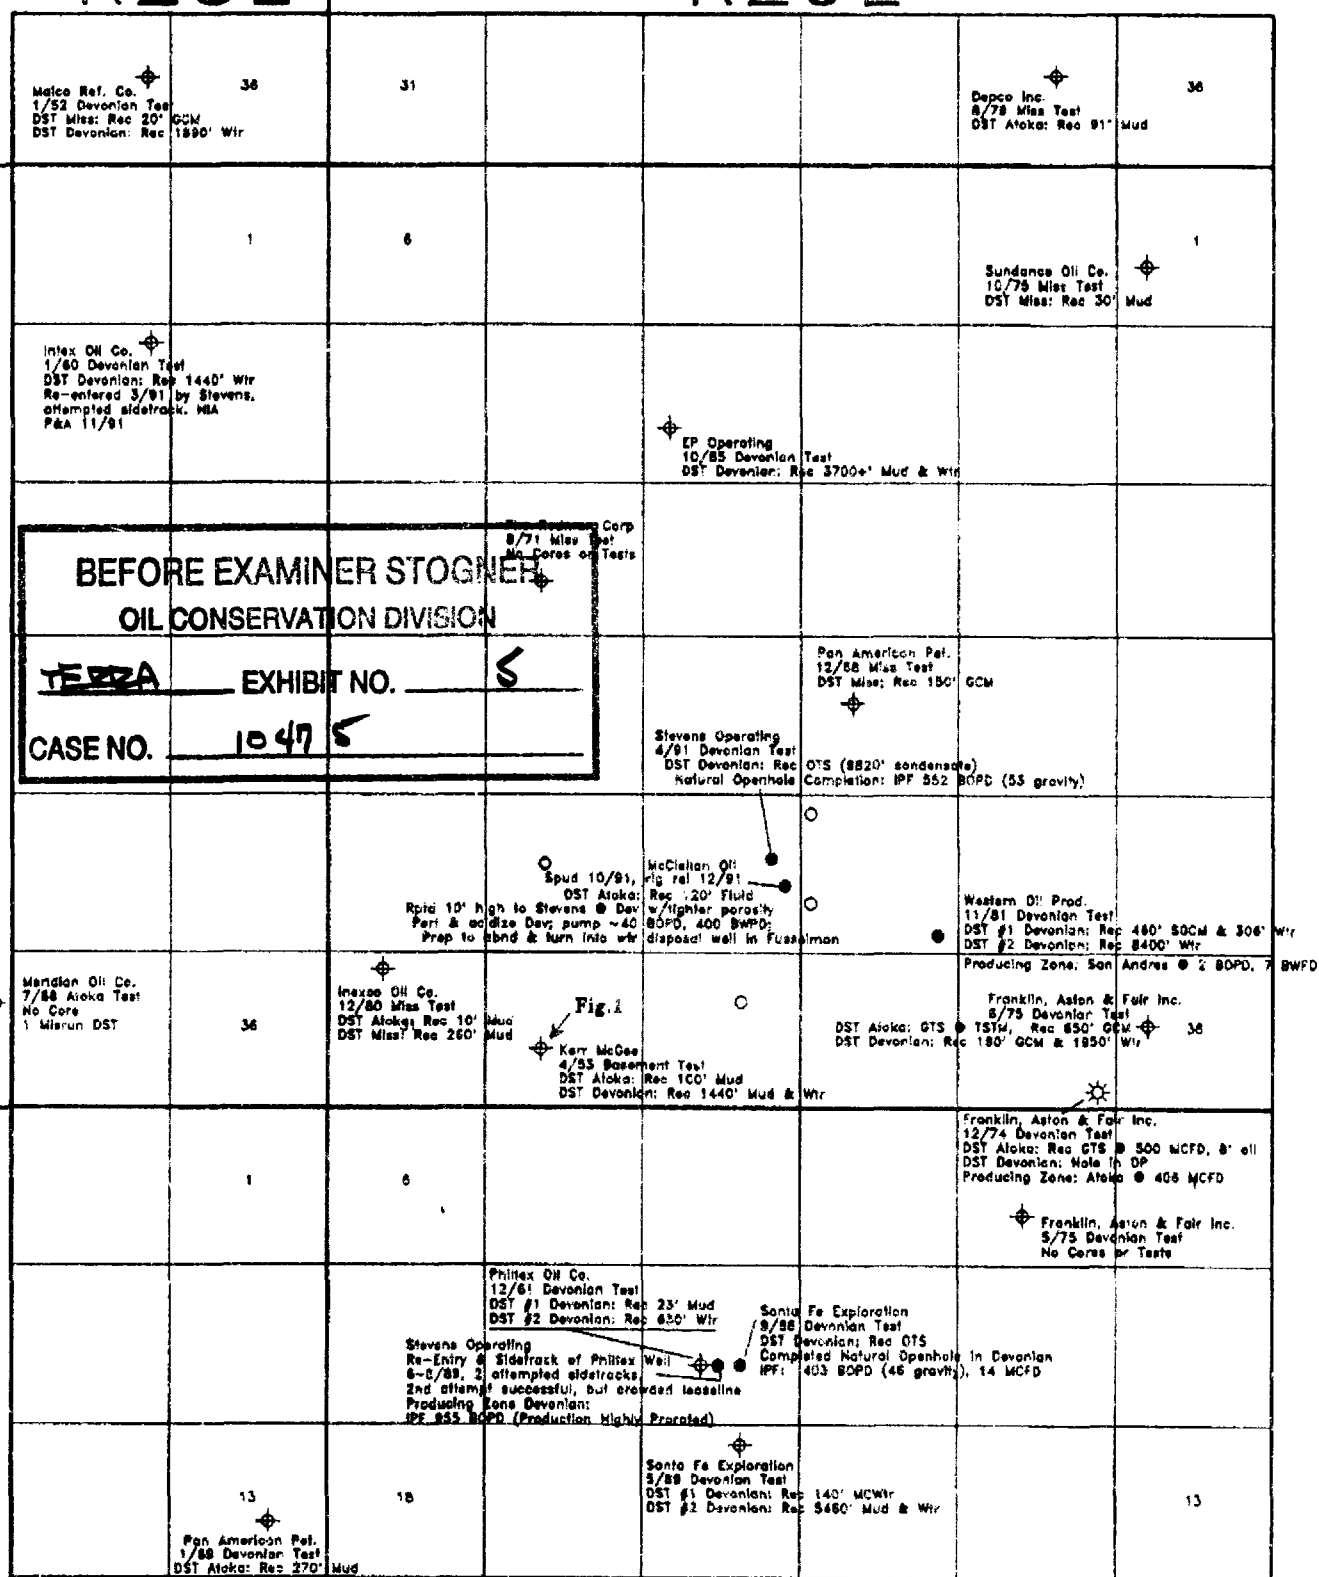 Malco Ref. Co.
1/52 Devonian Test
DST Miss: Rec 20' GCM
DST Devonian: Rec 1890' Wtr
36
31
Depco Inc.
8/79 Miss Test
DST Atoka: Rec 91' Mud
36
1
6
1
Sundance Oil Co.
10/75 Miss Test
DST Miss: Rec 30' Mud
Intex Oil Co.
1/60 Devonian Test
DST Devonian: Rec 1440' Wtr
Re-entered 3/91 by Stevens,
attempted sidetrack. NIA
P&A 11/91
EP Operating
10/85 Devonian Test
DST Devonian: Rec 3700+' Mud & Wtr
Corp
8/71 Miss Test
No Cores or Tests
BEFORE EXAMINER STOGNER
OIL CONSERVATION DIVISION
TERRA EXHIBIT NO. 5
CASE NO. 10475
Pan American Pet.
12/68 Miss Test
DST Miss: Rec 150' GCM
Stevens Operating
4/91 Devonian Test
DST Devonian: Rec OTS (8820' condensate)
Natural Openhole Completion: IPF 552 BOPD (53 gravity)
McClellan Oil
Spud 10/91, rig rel 12/91
DST Atoka: Rec 120' Fluid
Rptd 10' high to Stevens @ Dev w/tighter porosity
Perf & acidize Dev; pump ~40 BOPD, 400 BWPD;
Prep to abnd & turn into wtr disposal well in Fusselman
Western Oil Prod.
11/81 Devonian Test
DST #1 Devonian: Rec 460' SOCM & 306' Wtr
DST #2 Devonian: Rec 8400' Wtr
Producing Zone: San Andres @ 2 BOPD, 7 BWPD
Meridian Oil Co.
7/88 Atoka Test
No Core
1 Misrun DST
36
Inexco Oil Co.
12/80 Miss Test
DST Atoka: Rec 10' Mud
DST Miss: Rec 260' Mud
Fig.1
Kerr McGee
4/53 Basement Test
DST Atoka: Rec 100' Mud
DST Devonian: Rec 1440' Mud & Wtr
Franklin, Aston & Fair Inc.
6/75 Devonian Test
DST Atoka: GTS @ TSTM, Rec 650' GCM
DST Devonian: Rec 180' GCM & 1950' Wtr
36
Franklin, Aston & Fair Inc.
12/74 Devonian Test
DST Atoka: Rec GTS @ 500 MCFD, 8' oil
DST Devonian: Hole in DP
Producing Zone: Atoka @ 406 MCFD
1
6
Franklin, Aston & Fair Inc.
5/75 Devonian Test
No Cores or Tests
Philtex Oil Co.
12/61 Devonian Test
DST #1 Devonian: Rec 23' Mud
DST #2 Devonian: Rec 630' Wtr
Santa Fe Exploration
9/88 Devonian Test
DST Devonian: Rec OTS
Completed Natural Openhole in Devonian
IPF: 403 BOPD (46 gravity), 14 MCFD
Stevens Operating
Re-Entry & Sidetrack of Philtex Well
/89, 2 attempted sidetracks,
2nd attempt successful, but crowded leaseline
Producing Zone Devonian:
IPF 955 BOPD (Production Highly Prorated)
Santa Fe Exploration
5/89 Devonian Test
DST #1 Devonian: Rec 140' MCWtr
DST #2 Devonian: Rec 5460' Mud & Wtr
13
18
13
Pan American Pet.
1/69 Devonian Test
DST Atoka: Rec 270' Mud